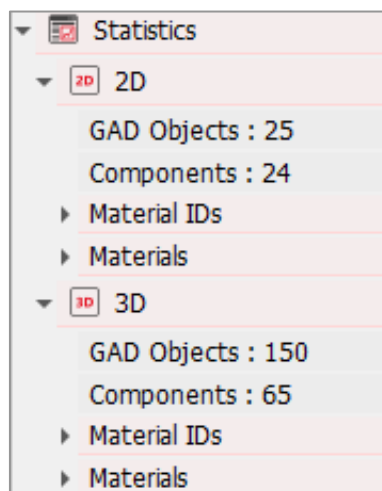 Statistics
2D 2D
GAD Objects : 25
Components : 24
Material IDs
Materials
3D 3D
GAD Objects : 150
Components : 65
Material IDs
Materials